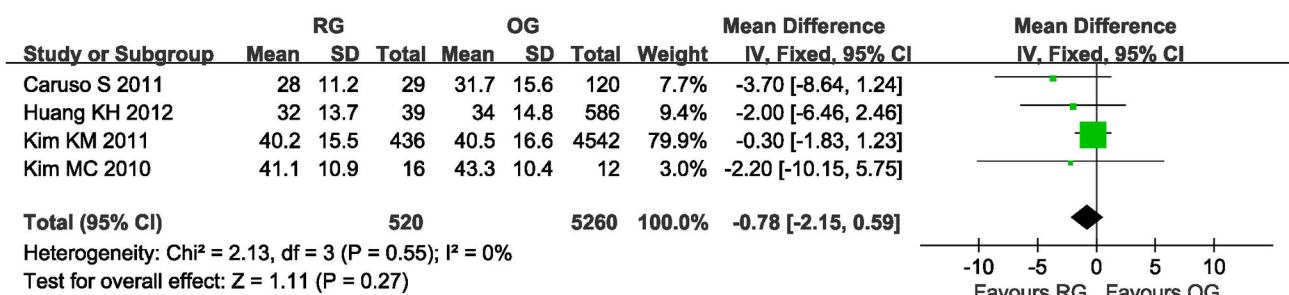 RG OG Mean Difference Mean Difference
Study or Subgroup Mean SD Total Mean SD Total Weight IV, Fixed, 95% CI IV, Fixed, 95% CI
Caruso S 2011 28 11.2 29 31.7 15.6 120 7.7% -3.70 [-8.64, 1.24]
Huang KH 2012 32 13.7 39 34 14.8 586 9.4% -2.00 [-6.46, 2.46]
Kim KM 2011 40.2 15.5 436 40.5 16.6 4542 79.9% -0.30 [-1.83, 1.23]
Kim MC 2010 41.1 10.9 16 43.3 10.4 12 3.0% -2.20 [-10.15, 5.75]
Total (95% CI) 520 5260 100.0% -0.78 [-2.15, 0.59]
Heterogeneity: Chi² = 2.13, df = 3 (P = 0.55); I² = 0%
Test for overall effect: Z = 1.11 (P = 0.27)
-10 -5 0 5 10
Favours RG Favours OG